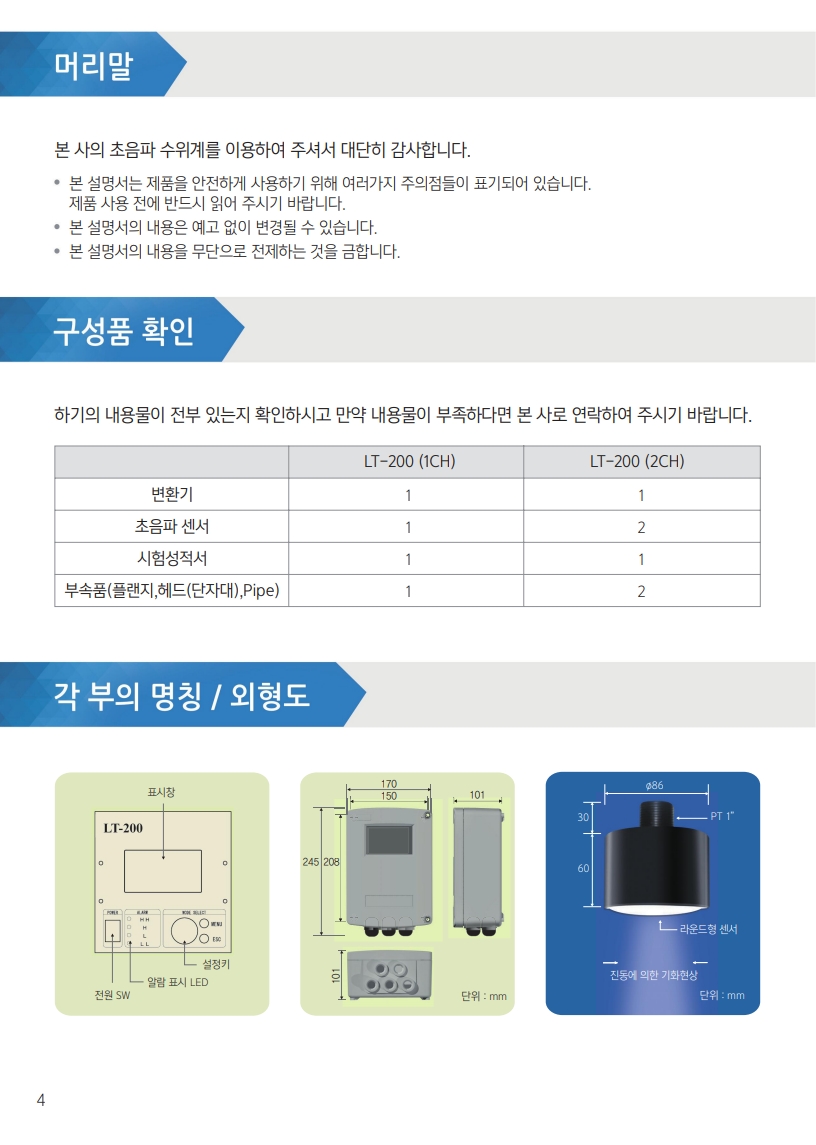 머리말
본 사의 초음파 수위계를 이용하여 주셔서 대단히 감사합니다.
• 본 설명서는 제품을 안전하게 사용하기 위해 여러가지 주의점들이 표기되어 있습니다.
제품 사용 전에 반드시 읽어 주시기 바랍니다.
• 본 설명서의 내용은 예고 없이 변경될 수 있습니다.
• 본 설명서의 내용을 무단으로 전제하는 것을 금합니다.
구성품 확인
하기의 내용물이 전부 있는지 확인하시고 만약 내용물이 부족하다면 본 사로 연락하여 주시기 바랍니다.
LT-200 (1CH) LT-200 (2CH)
변환기 1 1
초음파 센서 1 2
시험성적서 1 1
부속품(플랜지,헤드(단자대),Pipe) 1 2
각 부의 명칭 / 외형도
표시창
LT-200
POWER ALARM MODE SELECT
H H
H
L
L L
MENU
ESC
설정키
알람 표시 LED
전원 SW
170
150
101
245 208
101
단위 : mm
ø86
30
PT 1"
60
라운드형 센서
진동에 의한 기화현상
단위 : mm
4